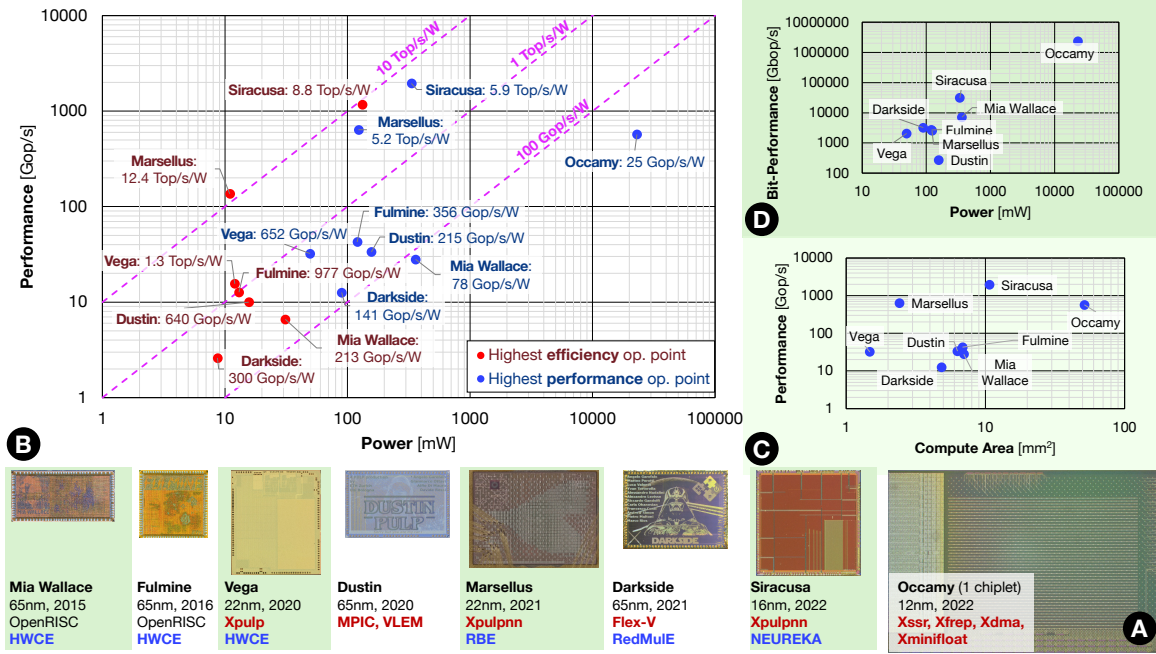 10000
1000
100
10
1
Performance [Gop/s]
1
10
100
1000
10000
100000
Power [mW]
10 Top/s/W
1 Top/s/W
100 Gop/s/W
Siracusa: 8.8 Top/s/W
Siracusa: 5.9 Top/s/W
Marsellus:
5.2 Top/s/W
Occamy: 25 Gop/s/W
Marsellus:
12.4 Top/s/W
Fulmine: 356 Gop/s/W
Vega: 652 Gop/s/W
Dustin: 215 Gop/s/W
Vega: 1.3 Top/s/W
Mia Wallace:
78 Gop/s/W
Fulmine: 977 Gop/s/W
Darkside:
141 Gop/s/W
Dustin: 640 Gop/s/W
Mia Wallace:
213 Gop/s/W
Darkside:
300 Gop/s/W
Highest efficiency op. point
Highest performance op. point
B
10000000
1000000
100000
10000
1000
100
Bit-Performance [Gbop/s]
Occamy
Siracusa
Darkside
Mia Wallace
Fulmine
Vega
Marsellus
Dustin
10
100
1000
10000
100000
Power [mW]
D
10000
1000
100
10
1
Performance [Gop/s]
Siracusa
Marsellus
Occamy
Vega
Dustin
Fulmine
Darkside
Mia
Wallace
1
10
100
Compute Area [mm²]
C
Mia Wallace
65nm, 2015
OpenRISC
HWCE
Fulmine
65nm, 2016
OpenRISC
HWCE
Vega
22nm, 2020
Xpulp
HWCE
DUSTIN
PULP
Dustin
65nm, 2020
MPIC, VLEM
Marsellus
22nm, 2021
Xpulpnn
RBE
DARKSIDE
Darkside
65nm, 2021
Flex-V
RedMulE
Siracusa
16nm, 2022
Xpulpnn
NEUREKA
Occamy (1 chiplet)
12nm, 2022
Xssr, Xfrep, Xdma,
Xminifloat
A